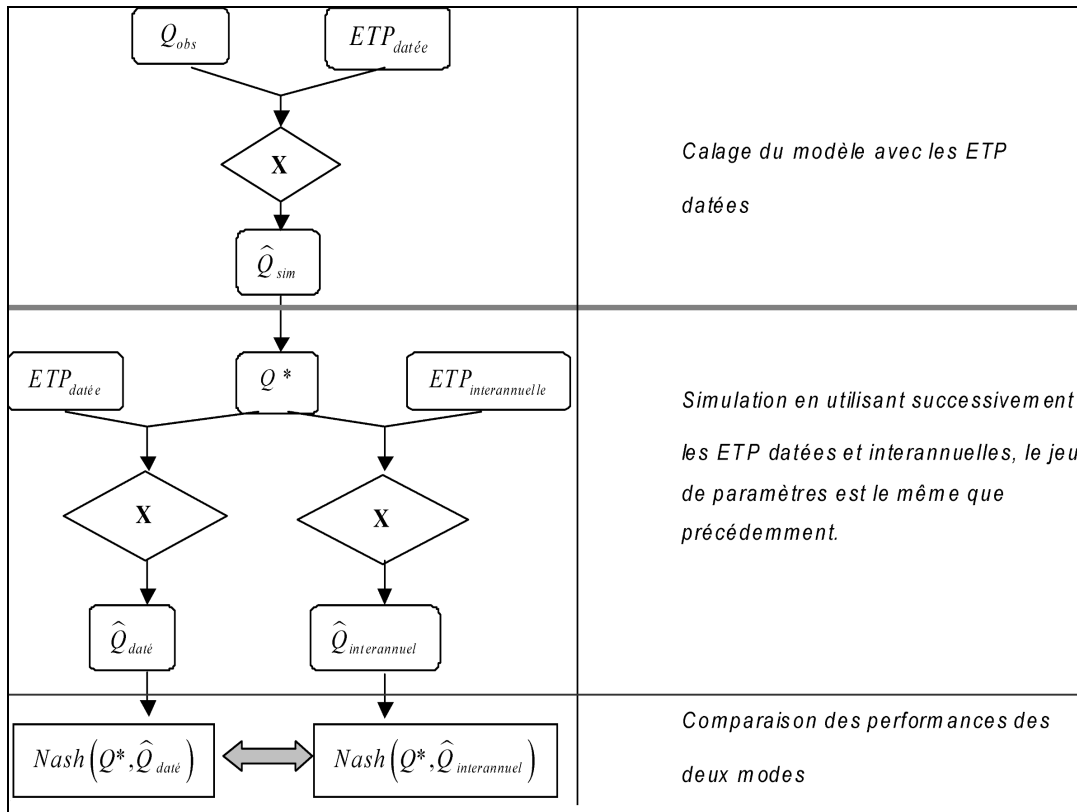 Q_obs ETP_datée
X
Q̂_sim
Calage du modèle avec les ETP
datées
ETP_datée Q* ETP_interannuelle
X X
Q̂_daté Q̂_interannuel
Simulation en utilisant successivement
les ETP datées et interannuelles, le jeu
de paramètres est le même que
précédemment.
Nash(Q*,Q̂_daté) Nash(Q*,Q̂_interannuel)
Comparaison des performances des
deux modes